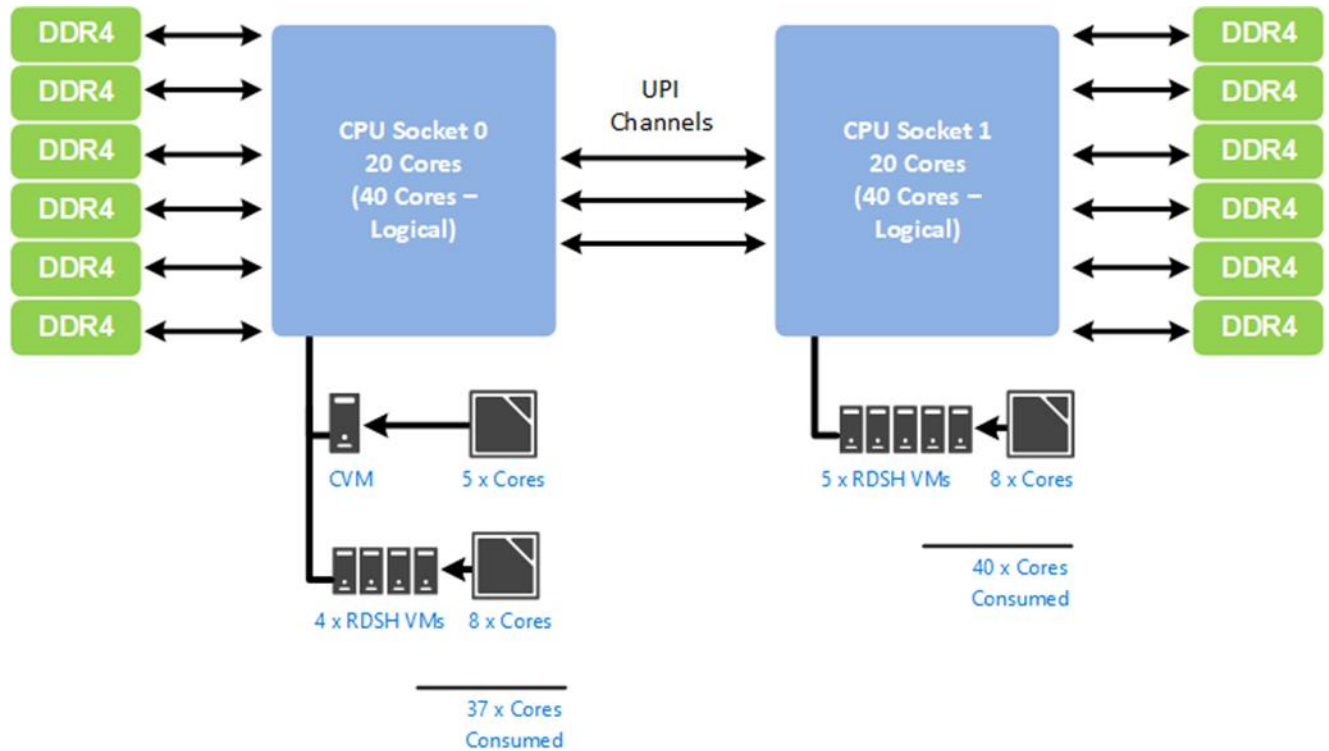 DDR4
DDR4
DDR4
DDR4
DDR4
DDR4
CPU Socket 0
20 Cores
(40 Cores –
Logical)
UPI
Channels
CPU Socket 1
20 Cores
(40 Cores –
Logical)
DDR4
DDR4
DDR4
DDR4
DDR4
DDR4
CVM
5 x Cores
4 x RDSH VMs
8 x Cores
37 x Cores
Consumed
5 x RDSH VMs
8 x Cores
40 x Cores
Consumed